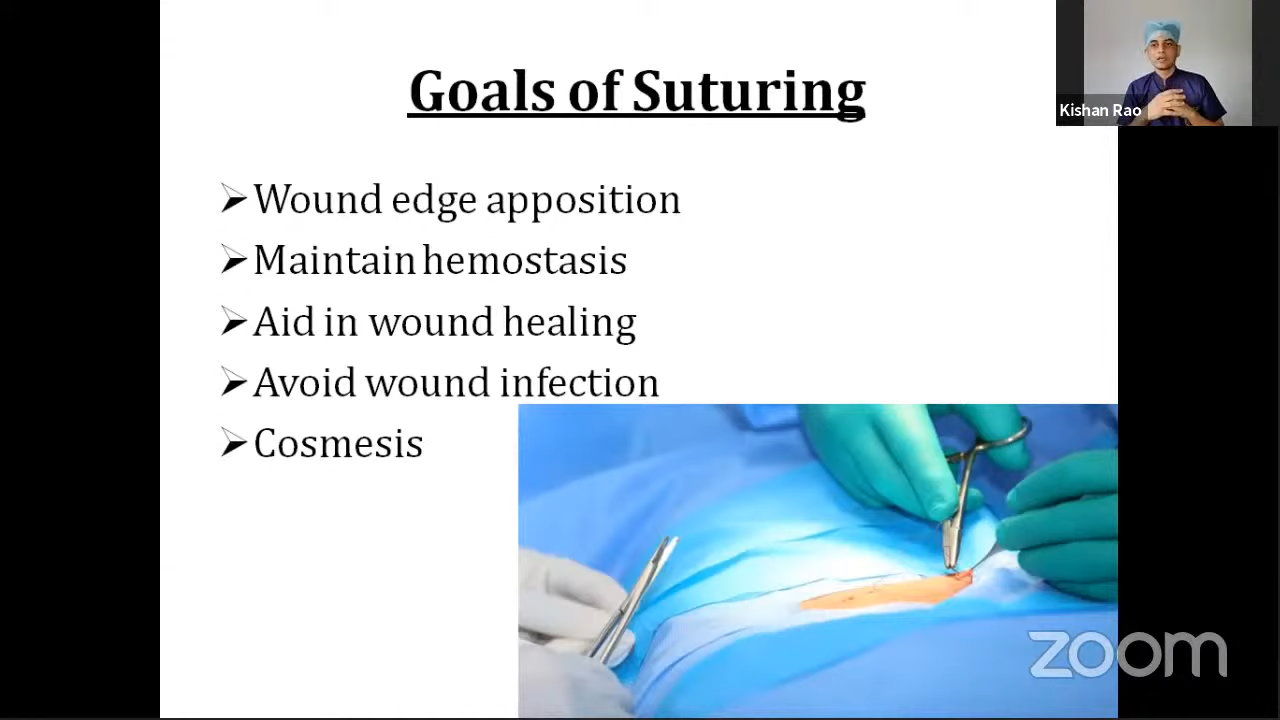 Goals of Suturing
Kishan Rao
Wound edge apposition
Maintain hemostasis
Aid in wound healing
Avoid wound infection
Cosmesis
zoom